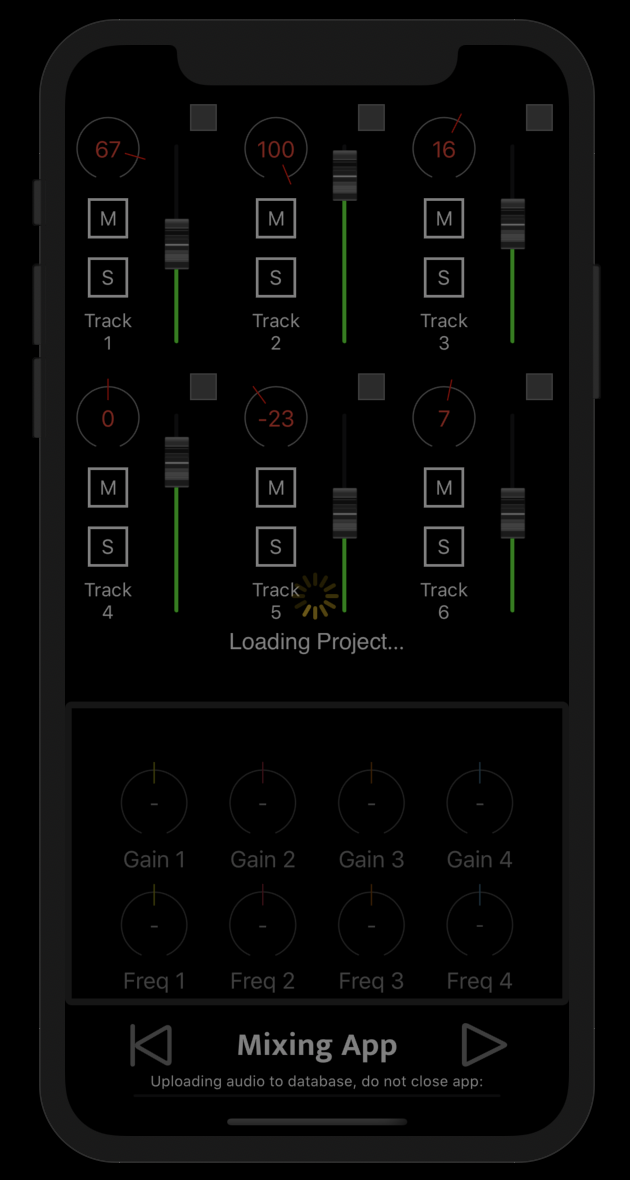 67 100 16
M M M
S S S
Track Track Track
1 2 3
0 -23 7
M M M
S S S
Track Track Track
4 5 6
Loading Project...
- - - -
Gain 1 Gain 2 Gain 3 Gain 4
- - - -
Freq 1 Freq 2 Freq 3 Freq 4
Mixing App
Uploading audio to database, do not close app: